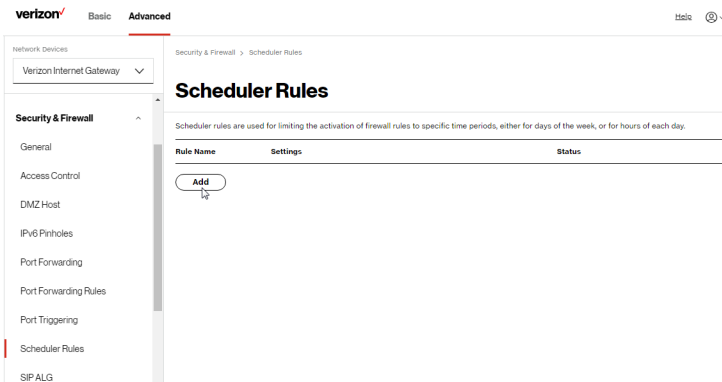 verizon
Basic
Advanced
Help
Network Devices
Verizon Internet Gateway
Security & Firewall
General
Access Control
DMZ Host
IPv6 Pinholes
Port Forwarding
Port Forwarding Rules
Port Triggering
Scheduler Rules
SIP ALG
Security & Firewall > Scheduler Rules
Scheduler Rules
Scheduler rules are used for limiting the activation of firewall rules to specific time periods, either for days of the week, or for hours of each day.
Rule Name Settings Status
Add